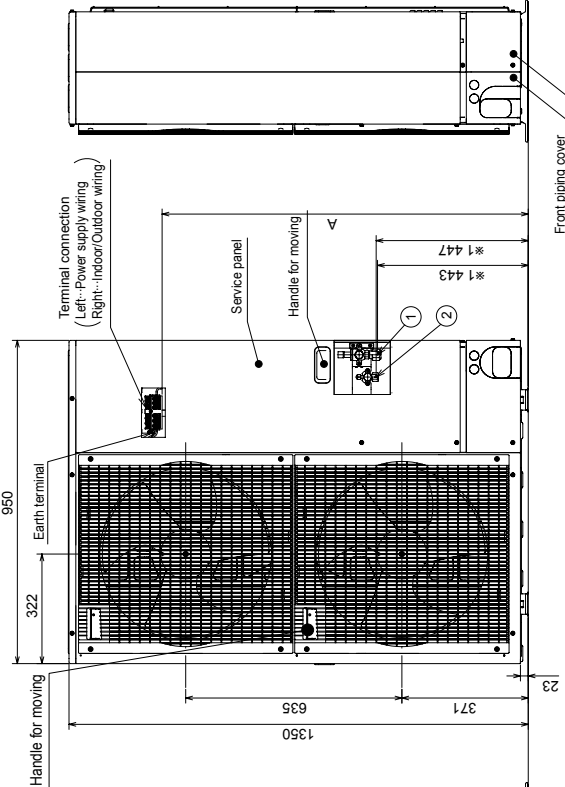 Front piping cover
Terminal connection
Left···Power supply wiring
Right···Indoor/Outdoor wiring
A
※1 447
※1 443
Service panel
Handle for moving
1
2
950
Earth terminal
322
23
635
371
1350
Handle for moving